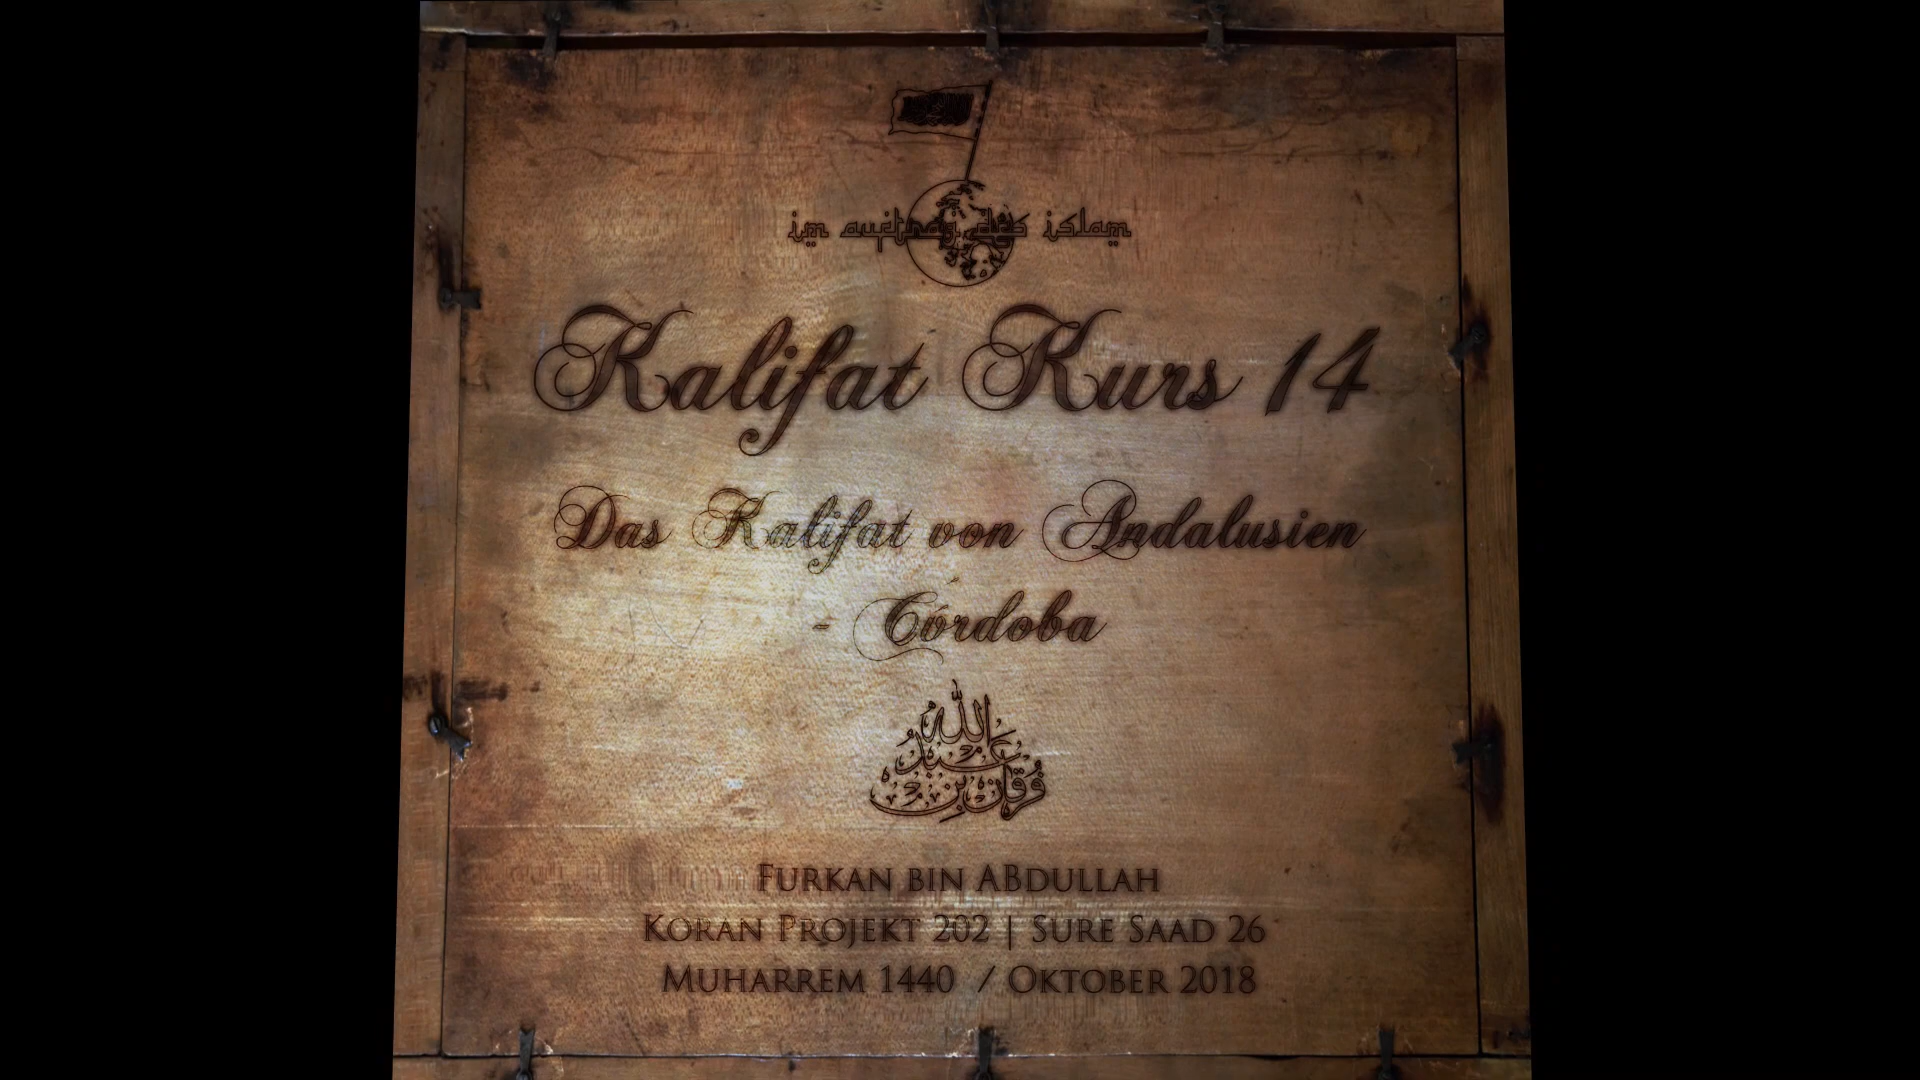 im auftrag des islam
Kalifat Kurs 14
Das Kalifat von Andalusien
- Córdoba
الله
عبد
فرقان بن
FURKAN BIN ABDULLAH
KORAN PROJEKT 202 | SURE SAAD 26
MUHARREM 1440 / OKTOBER 2018